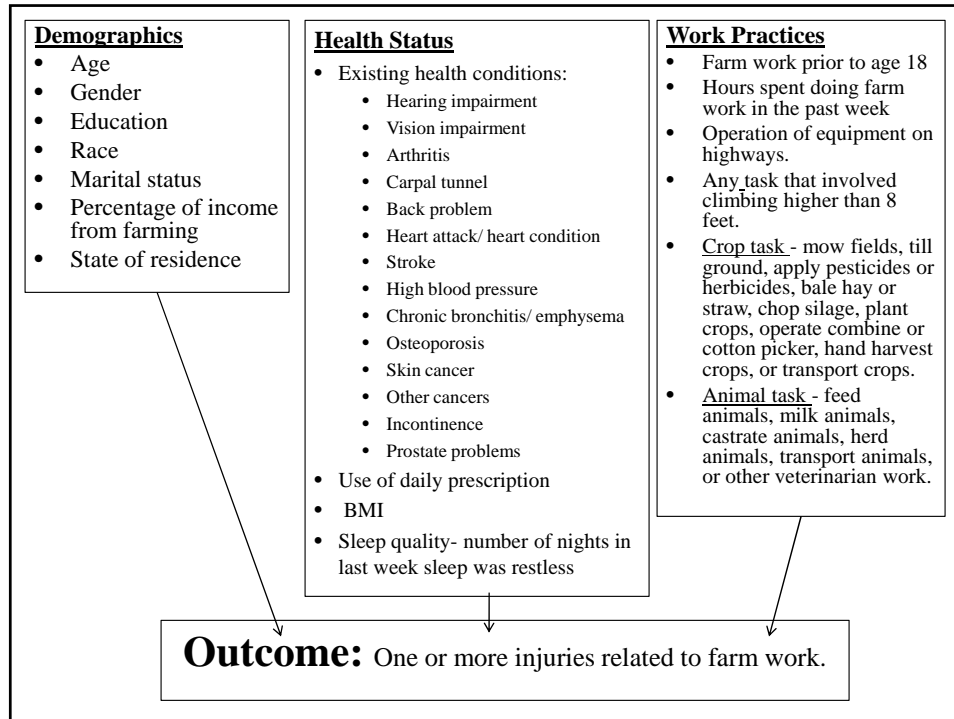 Demographics
• Age
• Gender
• Education
• Race
• Marital status
• Percentage of income
from farming
• State of residence
Health Status
• Existing health conditions:
• Hearing impairment
• Vision impairment
• Arthritis
• Carpal tunnel
• Back problem
• Heart attack/ heart condition
• Stroke
• High blood pressure
• Chronic bronchitis/ emphysema
• Osteoporosis
• Skin cancer
• Other cancers
• Incontinence
• Prostate problems
• Use of daily prescription
• BMI
• Sleep quality- number of nights in
last week sleep was restless
Work Practices
• Farm work prior to age 18
• Hours spent doing farm
work in the past week
• Operation of equipment on
highways.
• Any task that involved
climbing higher than 8
feet.
• Crop task - mow fields, till
ground, apply pesticides or
herbicides, bale hay or
straw, chop silage, plant
crops, operate combine or
cotton picker, hand harvest
crops, or transport crops.
• Animal task - feed
animals, milk animals,
castrate animals, herd
animals, transport animals,
or other veterinarian work.
Outcome: One or more injuries related to farm work.